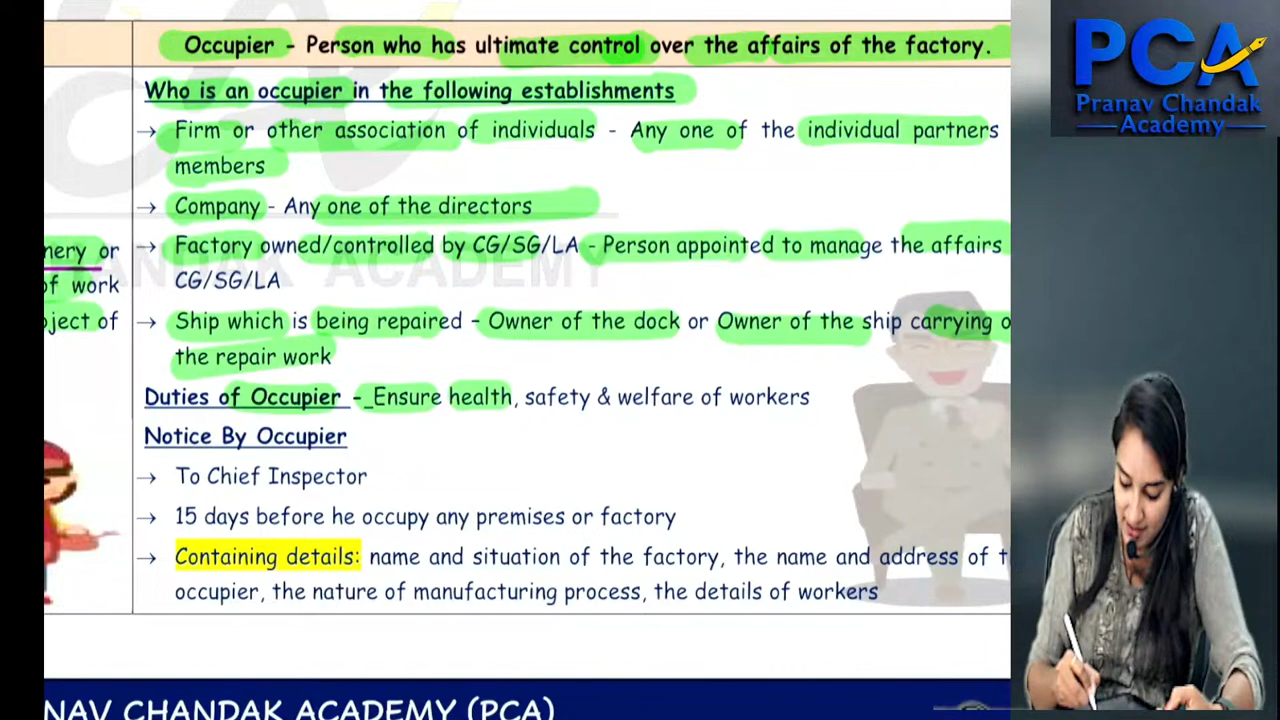 Occupier - Person who has ultimate control over the affairs of the factory.
Who is an occupier in the following establishments
→ Firm or other association of individuals - Any one of the individual partners
members
→ Company - Any one of the directors
nery or
→ Factory owned/controlled by CG/SG/LA - Person appointed to manage the affairs
of work
CG/SG/LA
ject of
→ Ship which is being repaired - Owner of the dock or Owner of the ship carrying
the repair work
Duties of Occupier - Ensure health, safety & welfare of workers
Notice By Occupier
→ To Chief Inspector
→ 15 days before he occupy any premises or factory
→ Containing details: name and situation of the factory, the name and address of
occupier, the nature of manufacturing process, the details of workers
NAV CHANDAK ACADEMY (PCA)
PCA
Pranav Chandak
Academy
ANDAK ACADEMY